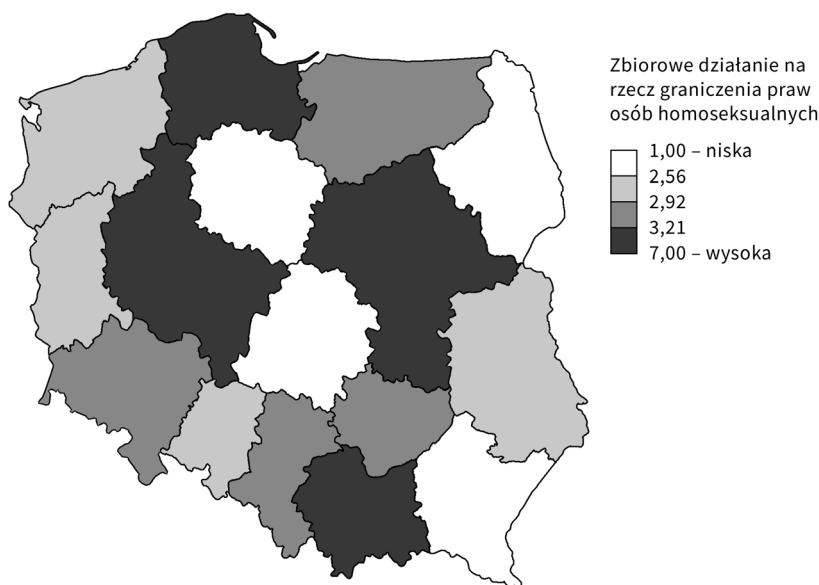 Zbiorowe działanie na
rzecz graniczenia praw
osób homoseksualnych
1,00 – niska
2,56
2,92
3,21
7,00 – wysoka